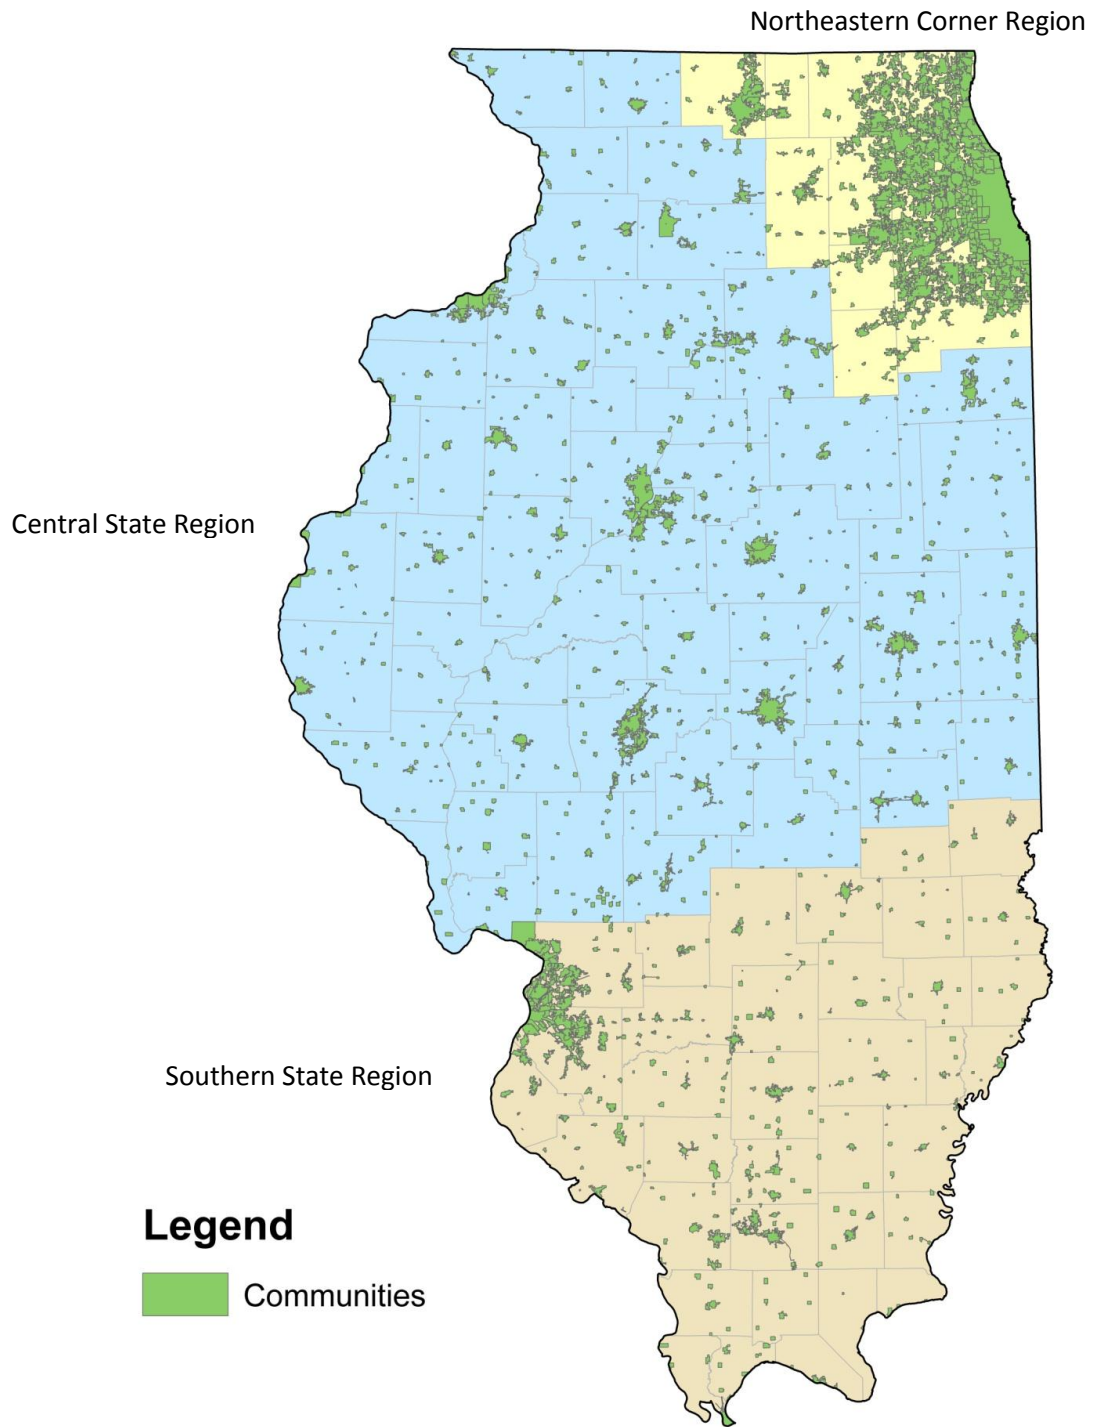 Northeastern Corner Region
Central State Region
Southern State Region
Legend
Communities